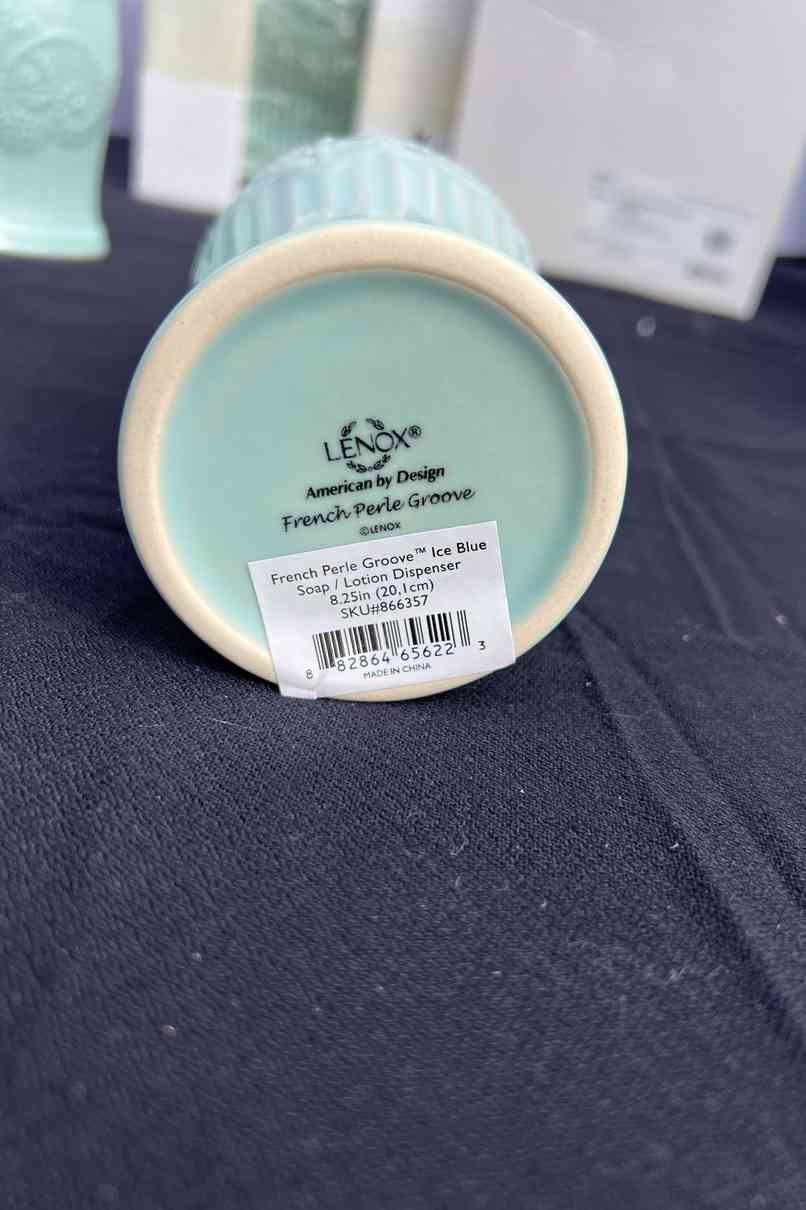 LENOX®
American by Design
French Perle Groove
©LENOX
French Perle Groove™ Ice Blue
Soap / Lotion Dispenser
8.25in (20,1cm)
SKU#866357
8 82864 65622 3
MADE IN CHINA